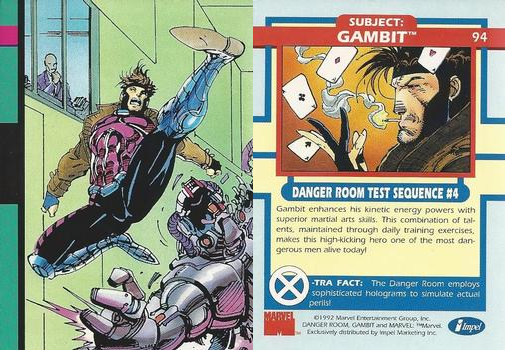 SUBJECT:
GAMBIT™
94
DANGER ROOM TEST SEQUENCE #4
Gambit enhances his kinetic energy powers with
superior martial arts skills. This combination of tal-
ents, maintained through daily training exercises,
makes this high-kicking hero one of the most dan-
gerous men alive today!
-TRA FACT: The Danger Room employs
sophisticated holograms to simulate actual
perils!
MARVEL
©1992 Marvel Entertainment Group, Inc.
DANGER ROOM, GAMBIT and MARVEL: ™Marvel.
Exclusively distributed by Impel Marketing Inc.
impel